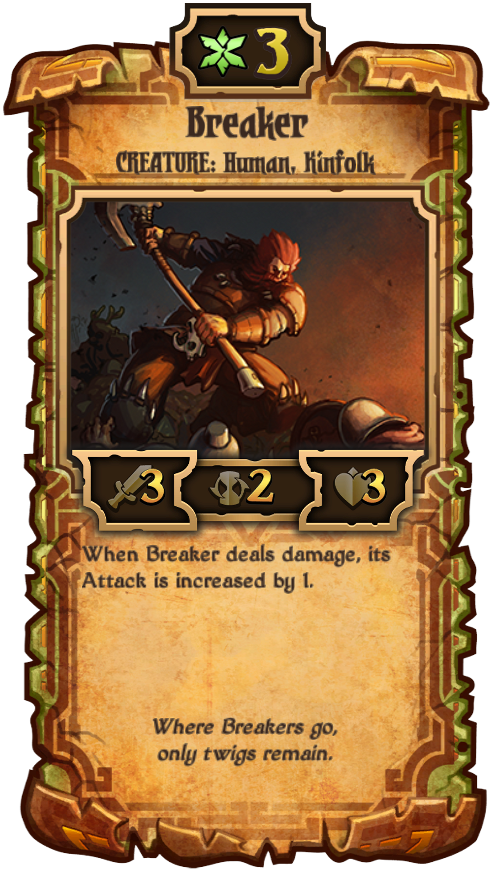 3
Breaker
CREATURE: Human, Kinfolk
3 2 3
When Breaker deals damage, its
Attack is increased by 1.
Where Breakers go,
only twigs remain.